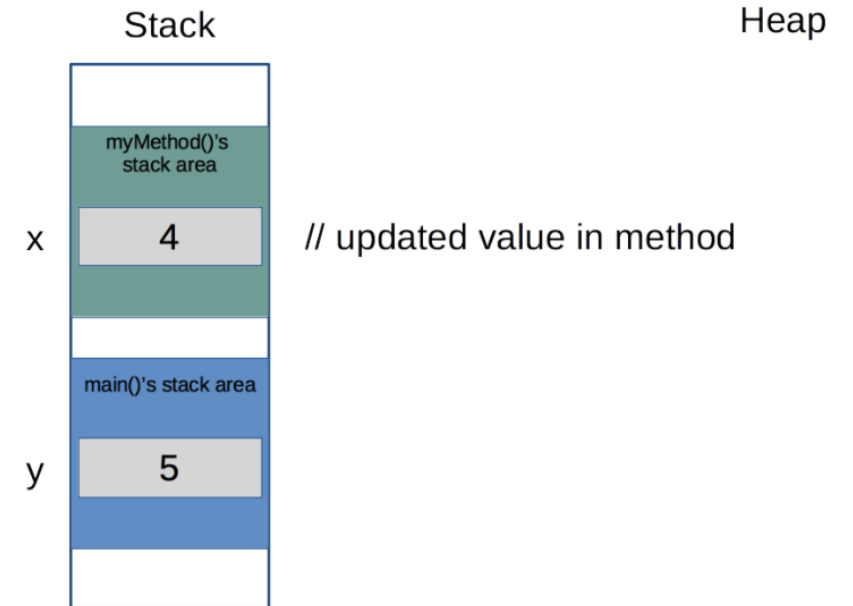 Stack
Heap
myMethod()'s
stack area
x
4
// updated value in method
main()'s stack area
y
5